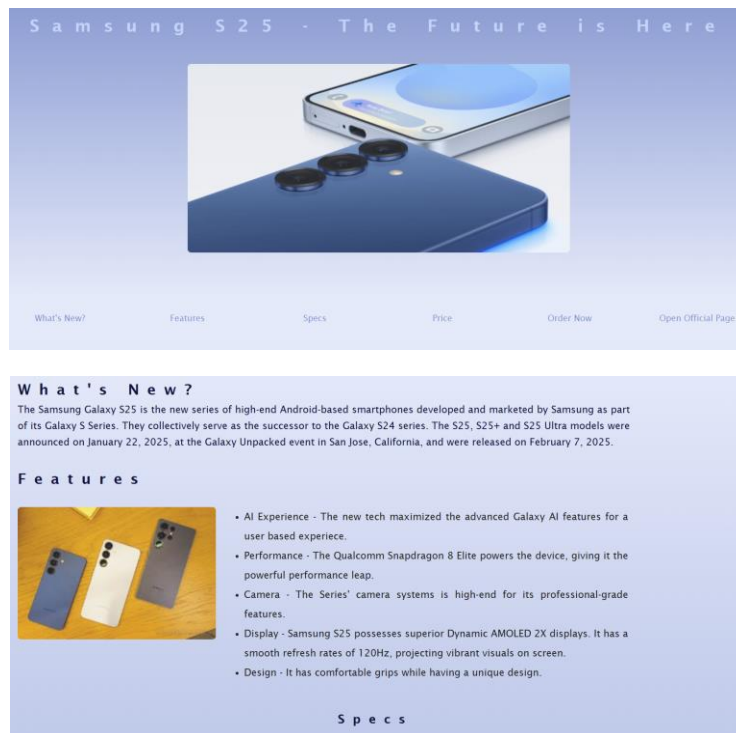 Samsung S25 - The Future is Here
What's New?
Features
Specs
Price
Order Now
Open Official Page
What's New?
The Samsung Galaxy S25 is the new series of high-end Android-based smartphones developed and marketed by Samsung as part
of its Galaxy S Series. They collectively serve as the successor to the Galaxy S24 series. The S25, S25+ and S25 Ultra models were
announced on January 22, 2025, at the Galaxy Unpacked event in San Jose, California, and were released on February 7, 2025.
Features
• AI Experience - The new tech maximized the advanced Galaxy AI features for a
user based experiece.
• Performance - The Qualcomm Snapdragon 8 Elite powers the device, giving it the
powerful performance leap.
• Camera - The Series' camera systems is high-end for its professional-grade
features.
• Display - Samsung S25 possesses superior Dynamic AMOLED 2X displays. It has a
smooth refresh rates of 120Hz, projecting vibrant visuals on screen.
• Design - It has comfortable grips while having a unique design.
Specs